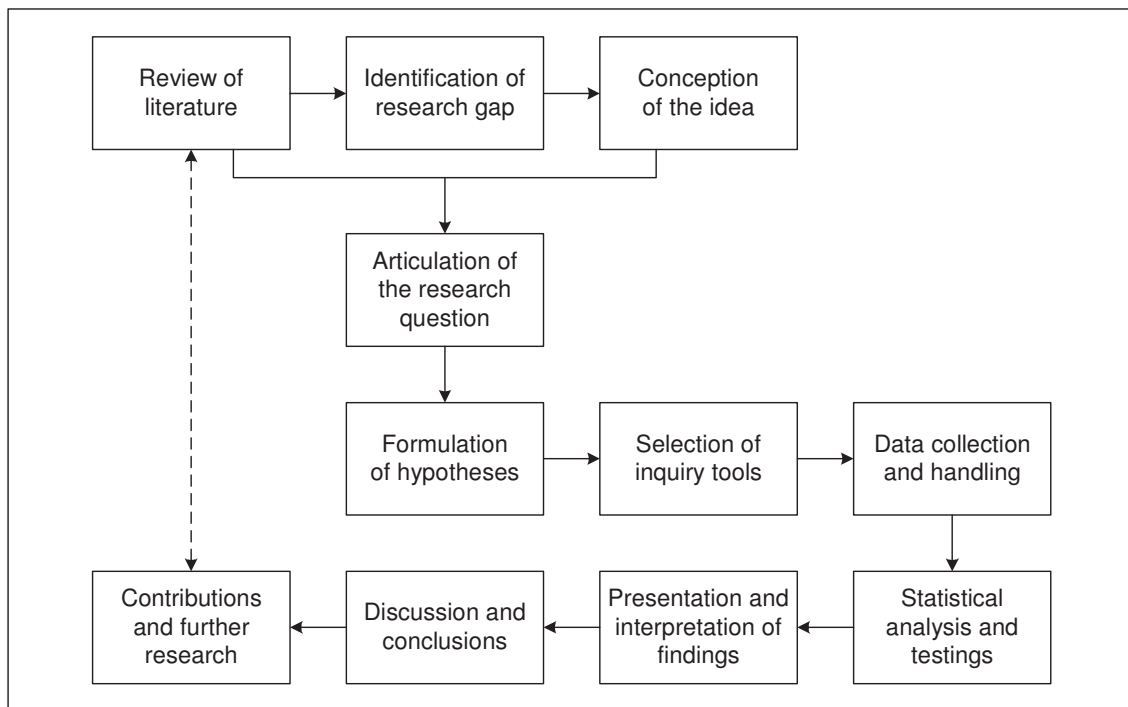 Review of
literature
Identification of
research gap
Conception
of the idea
Articulation of
the research
question
Formulation
of hypotheses
Selection of
inquiry tools
Data collection
and handling
Contributions
and further
research
Discussion and
conclusions
Presentation and
interpretation of
findings
Statistical
analysis and
testings